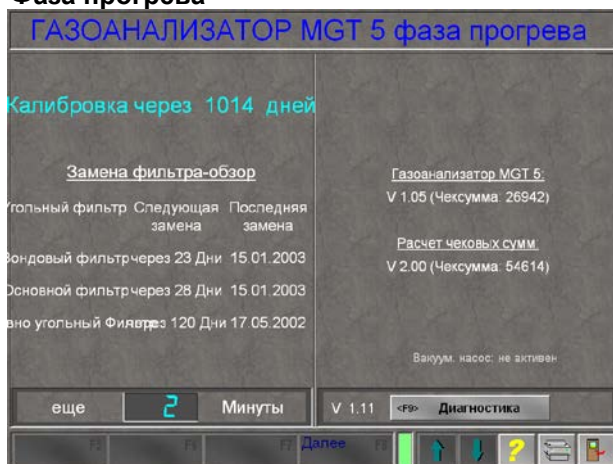 Фаза прогрева
ГАЗОАНАЛИЗАТОР MGT 5 фаза прогрева
Калибровка через 1014 дней
Замена фильтра-обзор
Угольный фильтр Следующая Последняя
замена замена
Зондовый фильтр через 23 Дни 15.01.2003
Основной фильтр через 28 Дни 15.01.2003
вно угольный Фильтр 120 Дни 17.05.2002
Газоанализатор MGT 5:
V 1.05 (Чексумма: 26942)
Расчет чековых сумм
V 2.00 (Чексумма: 54614)
Вакуум. насос: не активен
еще 2 Минуты
V 1.11 <F9> Диагностика
F5 F6 F7 Далее F8